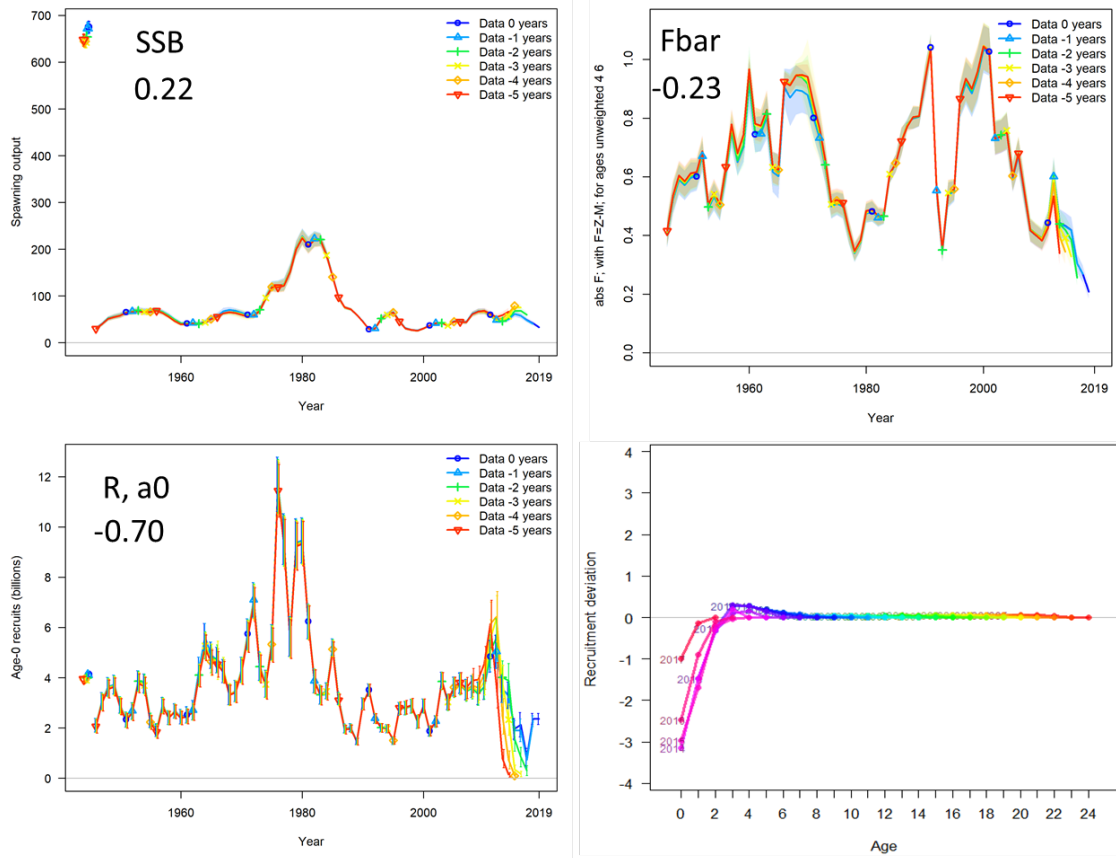 SSB
0.22
Data 0 years
Data -1 years
Data -2 years
Data -3 years
Data -4 years
Data -5 years
Spawning output
700
600
500
400
300
200
100
0
1960
1980
2000
2019
Year
Fbar
-0.23
Data 0 years
Data -1 years
Data -2 years
Data -3 years
Data -4 years
Data -5 years
abs F; with F=Z-M; for ages unweighted 4 6
1.0
0.8
0.6
0.4
0.2
0.0
1960
1980
2000
2019
Year
R, a0
-0.70
Data 0 years
Data -1 years
Data -2 years
Data -3 years
Data -4 years
Data -5 years
Age-0 recruits (billions)
12
10
8
6
4
2
0
1960
1980
2000
2019
Year
Recruitment deviation
4
3
2
1
0
-1
-2
-3
-4
0 2 4 6 8 10 12 14 16 18 20 22 24
Age